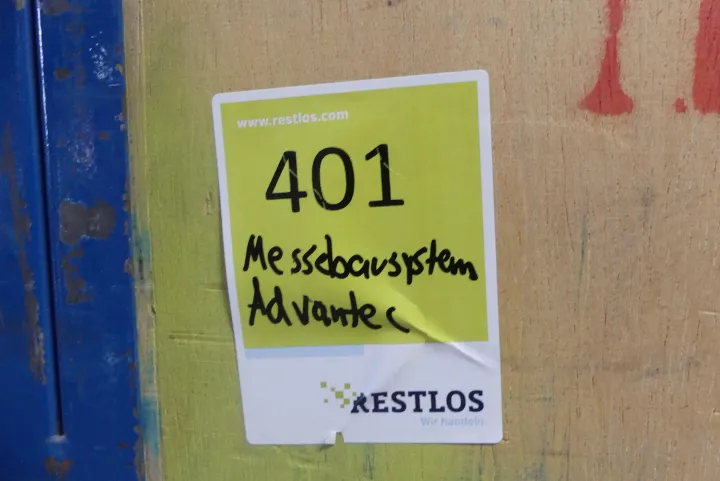 www.restlos.com
401
Messebausystem
Advantec
RESTLOS
Wir handeln.